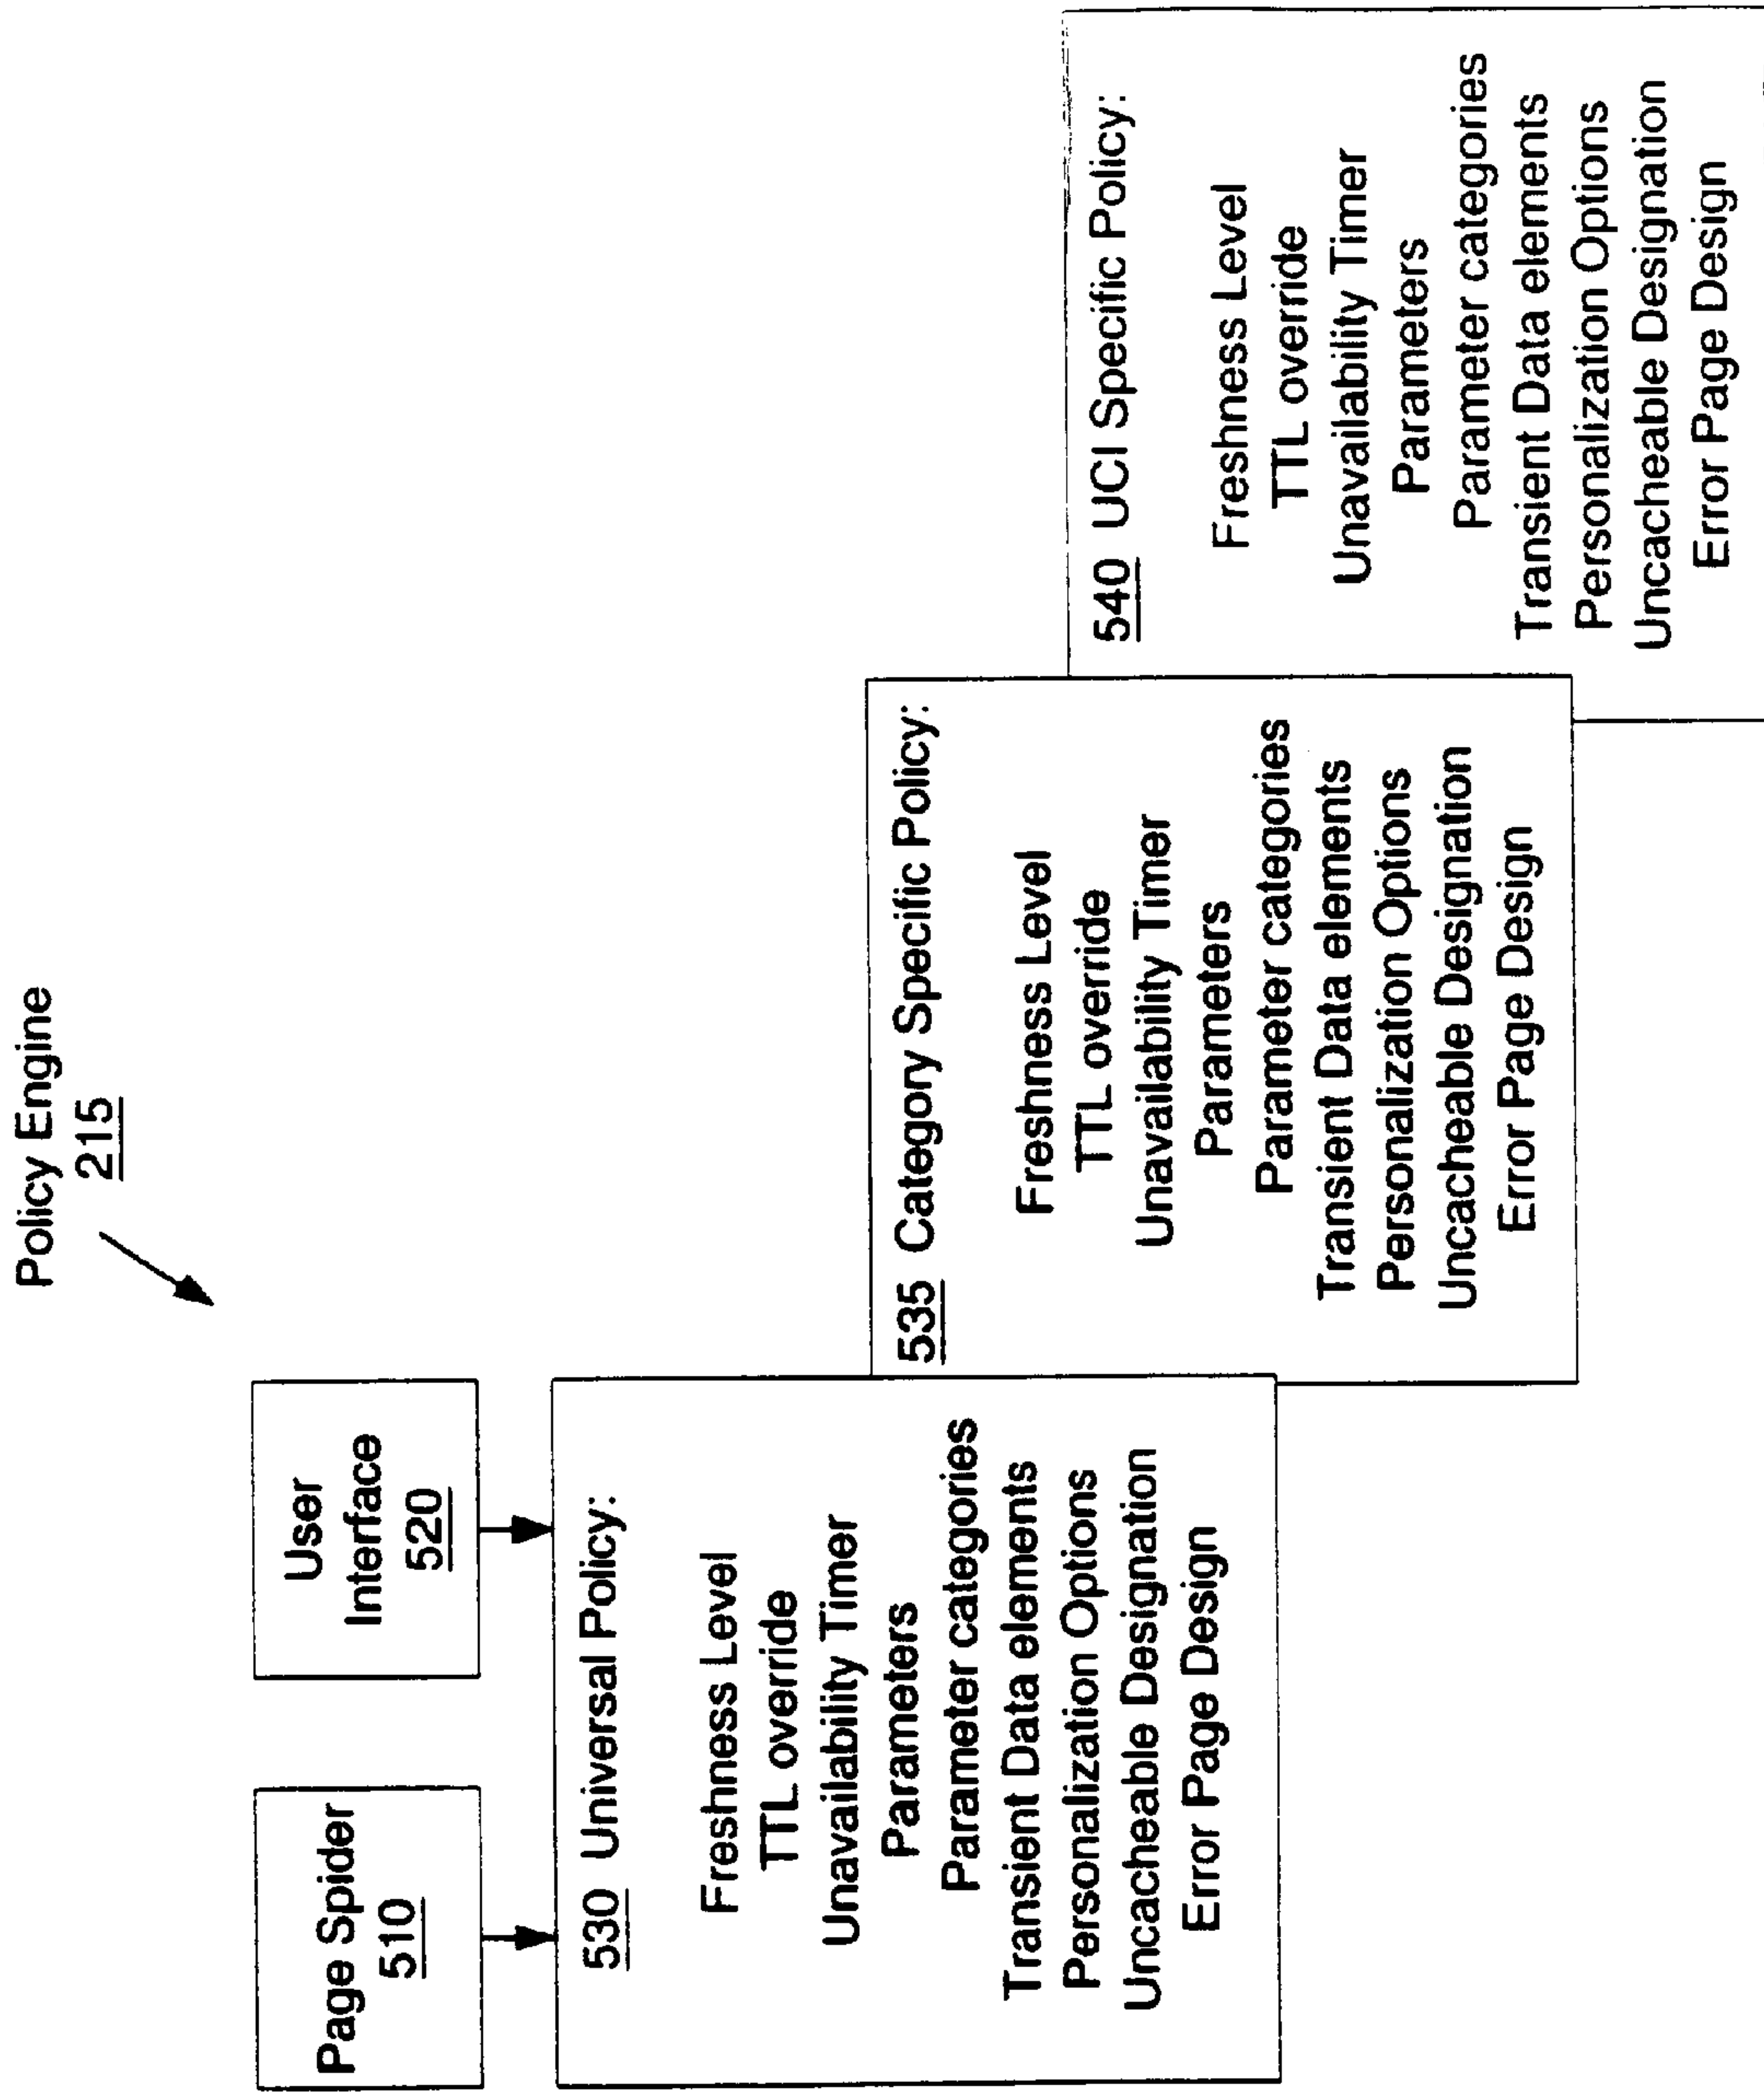 Policy Engine
215
Page Spider
510
User
Interface
520
530 Universal Policy:
Freshness Level
TTL override
Unavailability Timer
Parameters
Parameter categories
Transient Data elements
Personalization Options
Uncacheable Designation
Error Page Design
535 Category Specific Policy:
Freshness Level
TTL override
Unavailability Timer
Parameters
Parameter categories
Transient Data elements
Personalization Options
Uncacheable Designation
Error Page Design
540 UCI Specific Policy:
Freshness Level
TTL override
Unavailability Timer
Parameters
Parameter categories
Transient Data elements
Personalization Options
Uncacheable Designation
Error Page Design